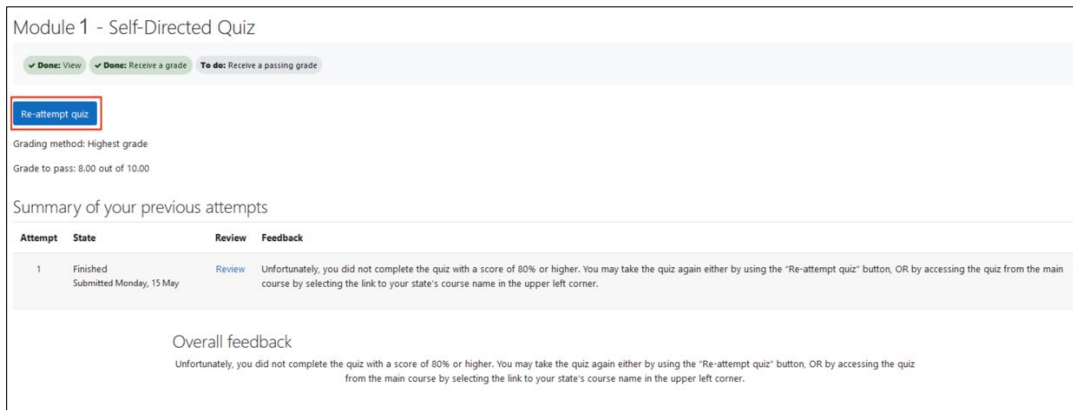 Module 1 - Self-Directed Quiz
✓ Done: View ✓ Done: Receive a grade To do: Receive a passing grade
Re-attempt quiz
Grading method: Highest grade
Grade to pass: 8.00 out of 10.00
Summary of your previous attempts
Attempt State Review Feedback
1 Finished Review Unfortunately, you did not complete the quiz with a score of 80% or higher. You may take the quiz again either by using the "Re-attempt quiz" button, OR by accessing the quiz from the main
Submitted Monday, 15 May course by selecting the link to your state's course name in the upper left corner.
Overall feedback
Unfortunately, you did not complete the quiz with a score of 80% or higher. You may take the quiz again either by using the "Re-attempt quiz" button, OR by accessing the quiz
from the main course by selecting the link to your state's course name in the upper left corner.